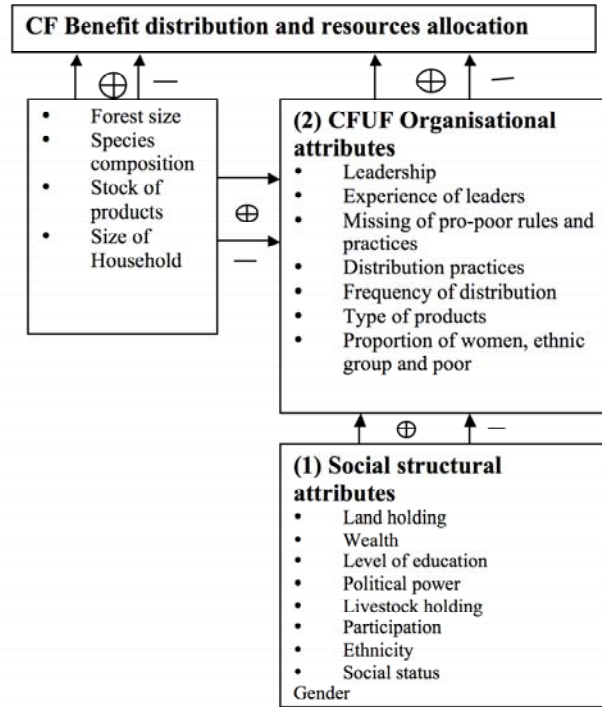 CF Benefit distribution and resources allocation
⊕ —
⊕ —
• Forest size
• Species
composition
• Stock of
products
• Size of
Household
⊕
—
(2) CFUF Organisational
attributes
• Leadership
• Experience of leaders
• Missing of pro-poor rules and
practices
• Distribution practices
• Frequency of distribution
• Type of products
• Proportion of women, ethnic
group and poor
⊕ —
(1) Social structural
attributes
• Land holding
• Wealth
• Level of education
• Political power
• Livestock holding
• Participation
• Ethnicity
• Social status
Gender